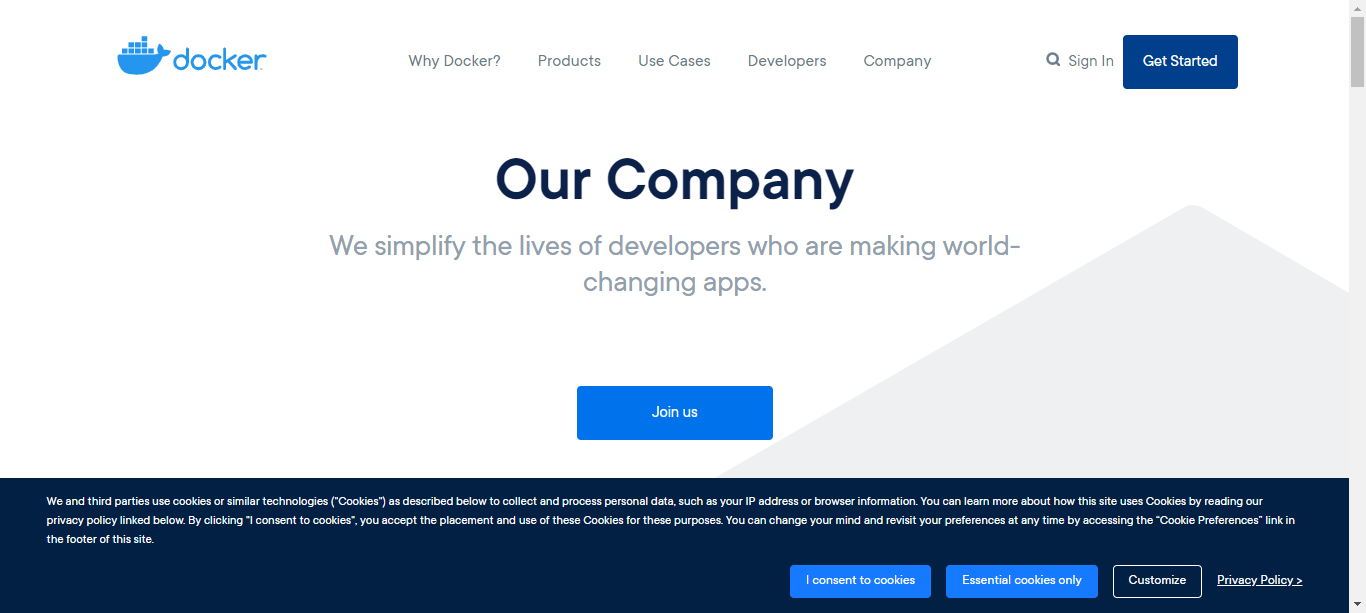 docker
Why Docker?
Products
Use Cases
Developers
Company
Sign In
Get Started
Our Company
We simplify the lives of developers who are making world-
changing apps.
Join us
We and third parties use cookies or similar technologies ("Cookies") as described below to collect and process personal data, such as your IP address or browser information. You can learn more about how this site uses Cookies by reading our
privacy policy linked below. By clicking "I consent to cookies", you accept the placement and use of these Cookies for these purposes. You can change your mind and revisit your preferences at any time by accessing the "Cookie Preferences" link in
the footer of this site.
I consent to cookies
Essential cookies only
Customize
Privacy Policy >